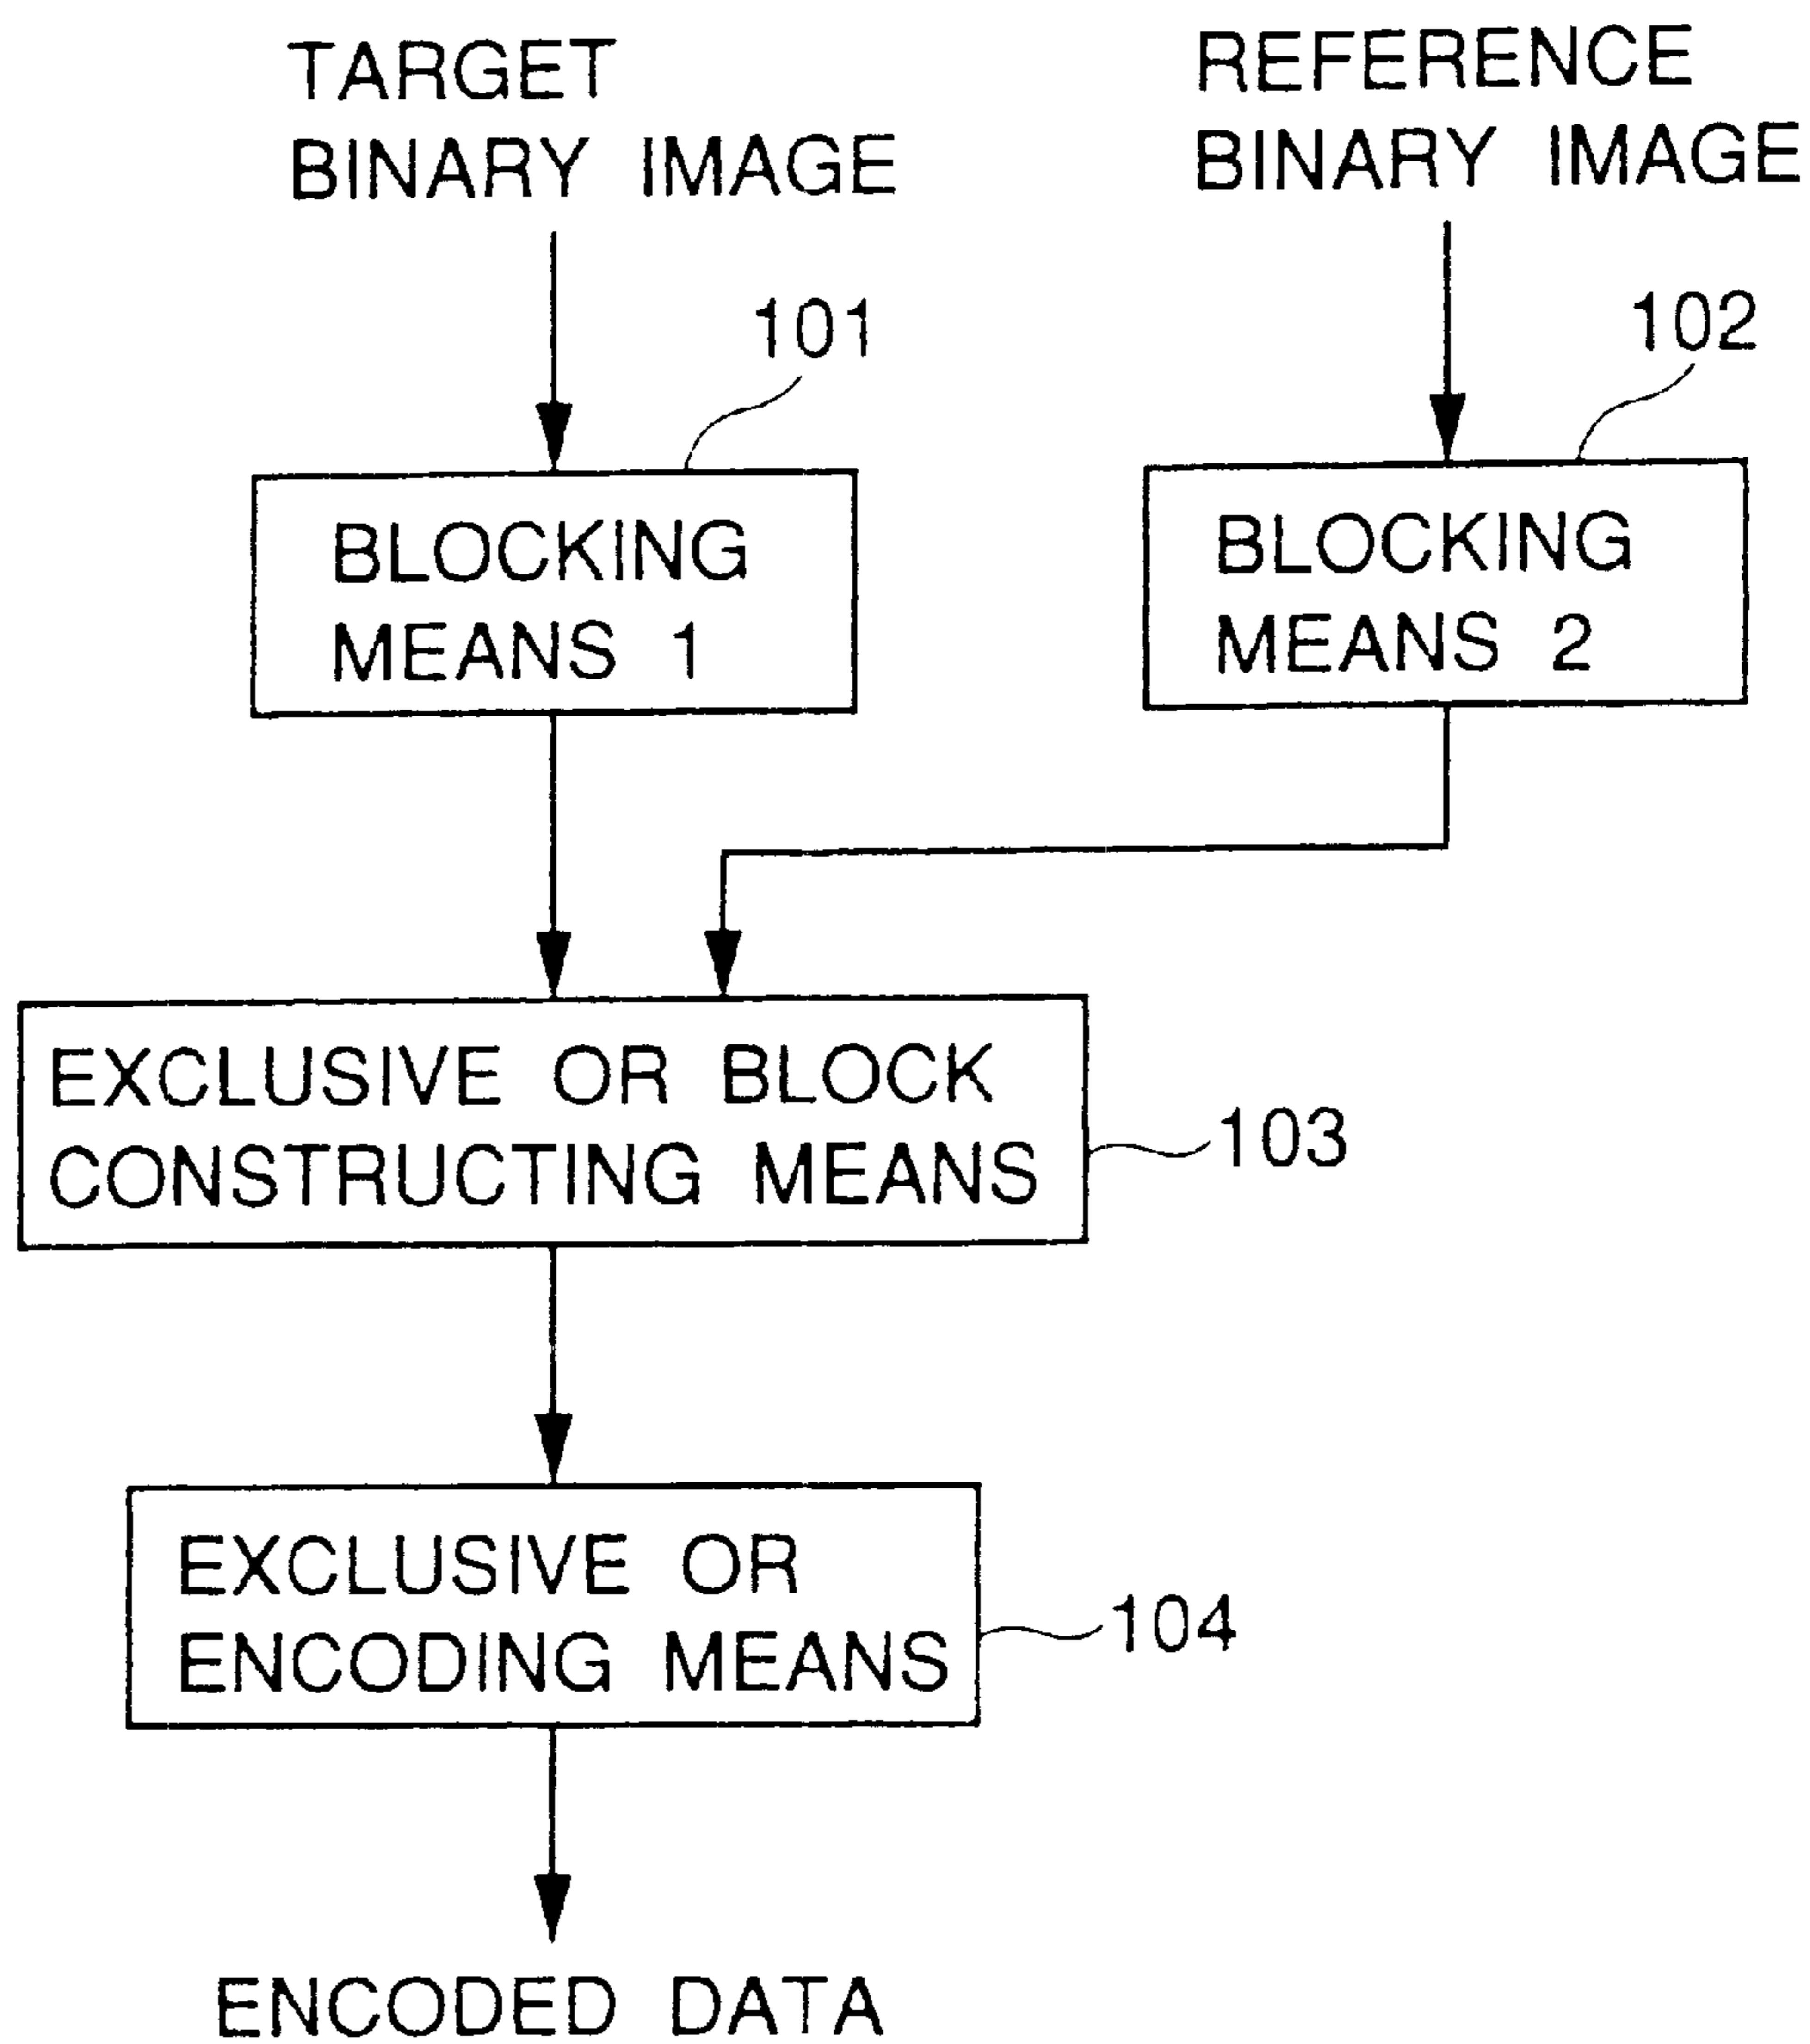 TARGET
BINARY IMAGE
REFERENCE
BINARY IMAGE
101
102
BLOCKING
MEANS 1
BLOCKING
MEANS 2
EXCLUSIVE OR BLOCK
CONSTRUCTING MEANS
103
EXCLUSIVE OR
ENCODING MEANS
104
ENCODED DATA